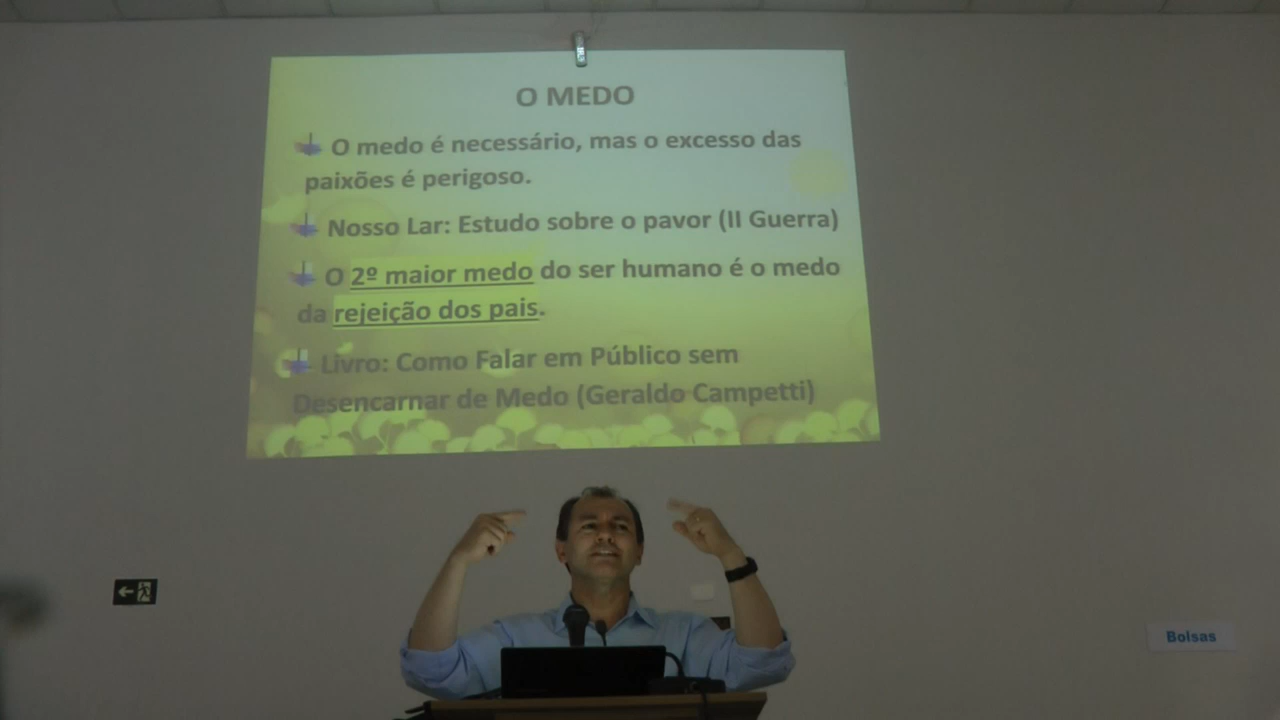 O MEDO
O medo é necessário, mas o excesso das
paixões é perigoso.
Nosso Lar: Estudo sobre o pavor (II Guerra)
O 2º maior medo do ser humano é o medo
da rejeição dos pais.
Livro: Como Falar em Público sem
Desencarnar de Medo (Geraldo Campetti)
Bolsas